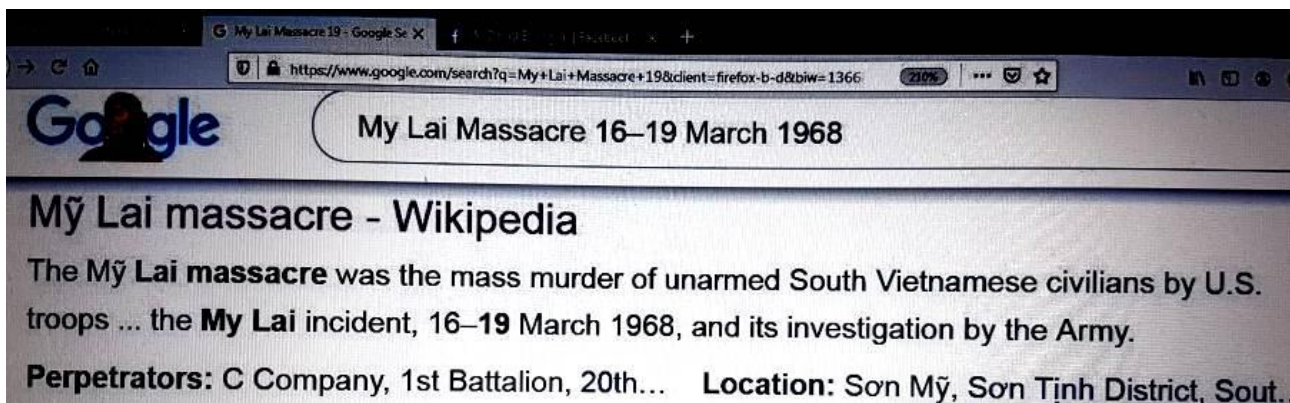 My Lai Massacre 19 - Google Se
https://www.google.com/search?q=My+Lai+Massacre+19&client=firefox-b-d&biw=1366 210%
Google My Lai Massacre 16–19 March 1968
Mỹ Lai massacre - Wikipedia
The Mỹ Lai massacre was the mass murder of unarmed South Vietnamese civilians by U.S.
troops ... the My Lai incident, 16–19 March 1968, and its investigation by the Army.
Perpetrators: C Company, 1st Battalion, 20th... Location: Sơn Mỹ, Sơn Tịnh District, Sout...